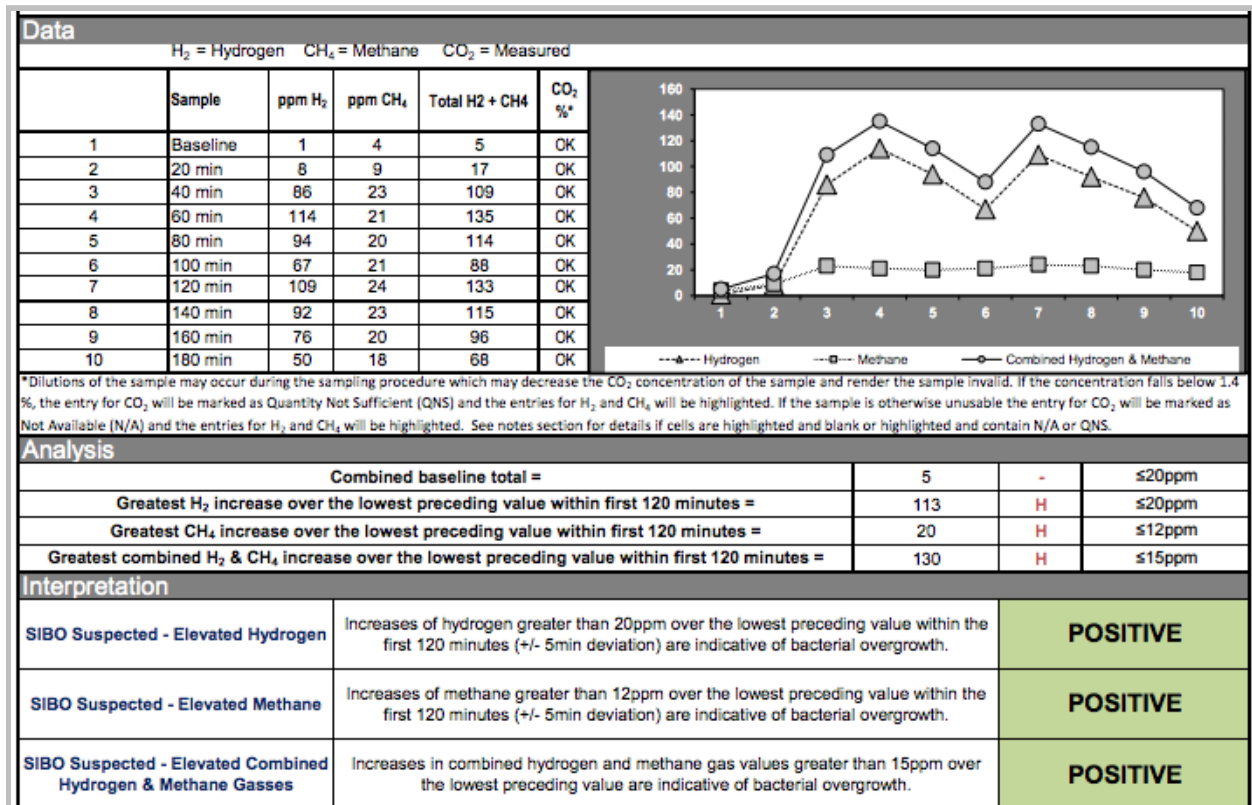 Data
H₂ = Hydrogen CH₄ = Methane CO₂ = Measured
Sample ppm H₂ ppm CH₄ Total H2 + CH4 CO₂ %*
1 Baseline 1 4 5 OK
2 20 min 8 9 17 OK
3 40 min 86 23 109 OK
4 60 min 114 21 135 OK
5 80 min 94 20 114 OK
6 100 min 67 21 88 OK
7 120 min 109 24 133 OK
8 140 min 92 23 115 OK
9 160 min 76 20 96 OK
10 180 min 50 18 68 OK
160
140
120
100
80
60
40
20
0
1 2 3 4 5 6 7 8 9 10
Hydrogen Methane Combined Hydrogen & Methane
*Dilutions of the sample may occur during the sampling procedure which may decrease the CO₂ concentration of the sample and render the sample invalid. If the concentration falls below 1.4
%, the entry for CO₂ will be marked as Quantity Not Sufficient (QNS) and the entries for H₂ and CH₄ will be highlighted. If the sample is otherwise unusable the entry for CO₂ will be marked as
Not Available (N/A) and the entries for H₂ and CH₄ will be highlighted. See notes section for details if cells are highlighted and blank or highlighted and contain N/A or QNS.
Analysis
Combined baseline total = 5 - ≤20ppm
Greatest H₂ increase over the lowest preceding value within first 120 minutes = 113 H ≤20ppm
Greatest CH₄ increase over the lowest preceding value within first 120 minutes = 20 H ≤12ppm
Greatest combined H₂ & CH₄ increase over the lowest preceding value within first 120 minutes = 130 H ≤15ppm
Interpretation
SIBO Suspected - Elevated Hydrogen
Increases of hydrogen greater than 20ppm over the lowest preceding value within the
first 120 minutes (+/- 5min deviation) are indicative of bacterial overgrowth.
POSITIVE
SIBO Suspected - Elevated Methane
Increases of methane greater than 12ppm over the lowest preceding value within the
first 120 minutes (+/- 5min deviation) are indicative of bacterial overgrowth.
POSITIVE
SIBO Suspected - Elevated Combined
Hydrogen & Methane Gasses
Increases in combined hydrogen and methane gas values greater than 15ppm over
the lowest preceding value are indicative of bacterial overgrowth.
POSITIVE